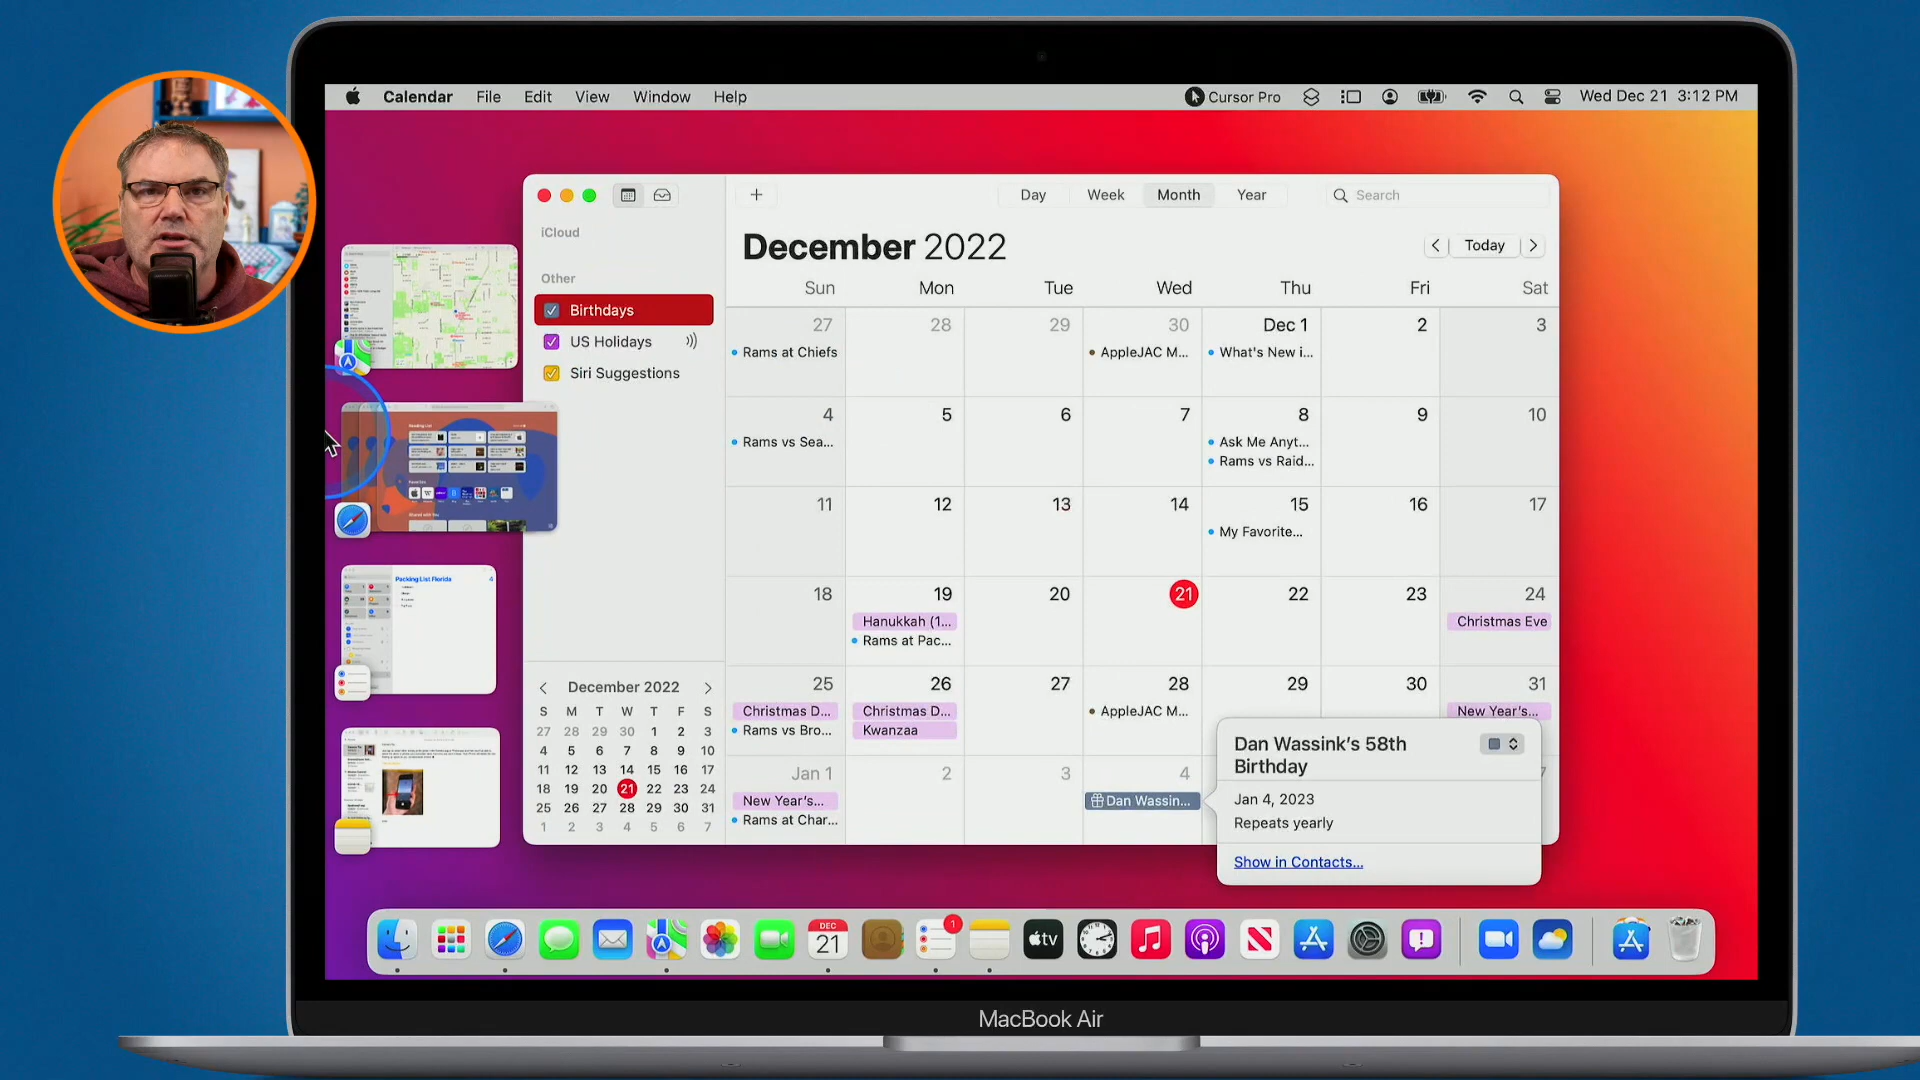 Calendar File Edit View Window Help
Cursor Pro Wed Dec 21 3:12 PM
Day Week Month Year Search
iCloud
December 2022
Today
Other
Birthdays
US Holidays
Siri Suggestions
Sun Mon Tue Wed Thu Fri Sat
27 28 29 30 Dec 1 2 3
Rams at Chiefs AppleJAC M... What's New i...
4 5 6 7 8 9 10
Rams vs Sea... Ask Me Anyt...
Rams vs Raid...
11 12 13 14 15 16 17
My Favorite...
18 19 20 21 22 23 24
Hanukkah (1... Christmas Eve
Rams at Pac...
25 26 27 28 29 30 31
Christmas D... Christmas D... AppleJAC M... New Year's...
Rams vs Bro... Kwanzaa
Jan 1 2 3 4 7
New Year's... Dan Wassin...
Rams at Char...
Dan Wassink's 58th
Birthday
Jan 4, 2023
Repeats yearly
Show in Contacts...
December 2022
S M T W T F S
27 28 29 30 1 2 3
4 5 6 7 8 9 10
11 12 13 14 15 16 17
18 19 20 21 22 23 24
25 26 27 28 29 30 31
1 2 3 4 5 6 7
Reading List
Packing List Florida 4
DEC
21
1
tv
MacBook Air